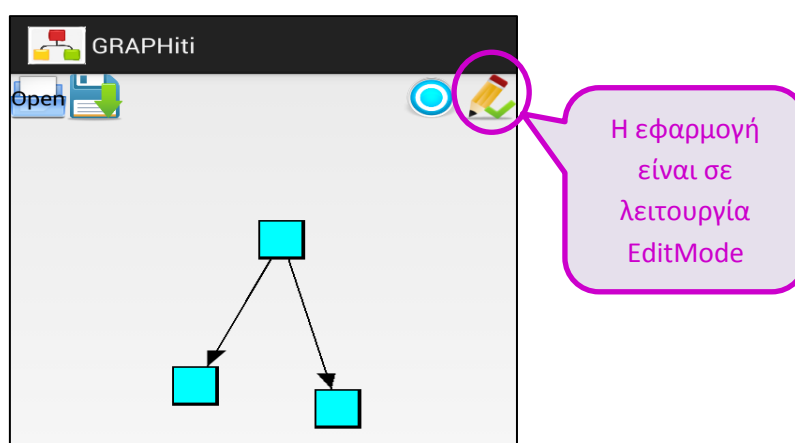 GRAPHiti
Open
Η εφαρμογή
είναι σε
λειτουργία
EditMode